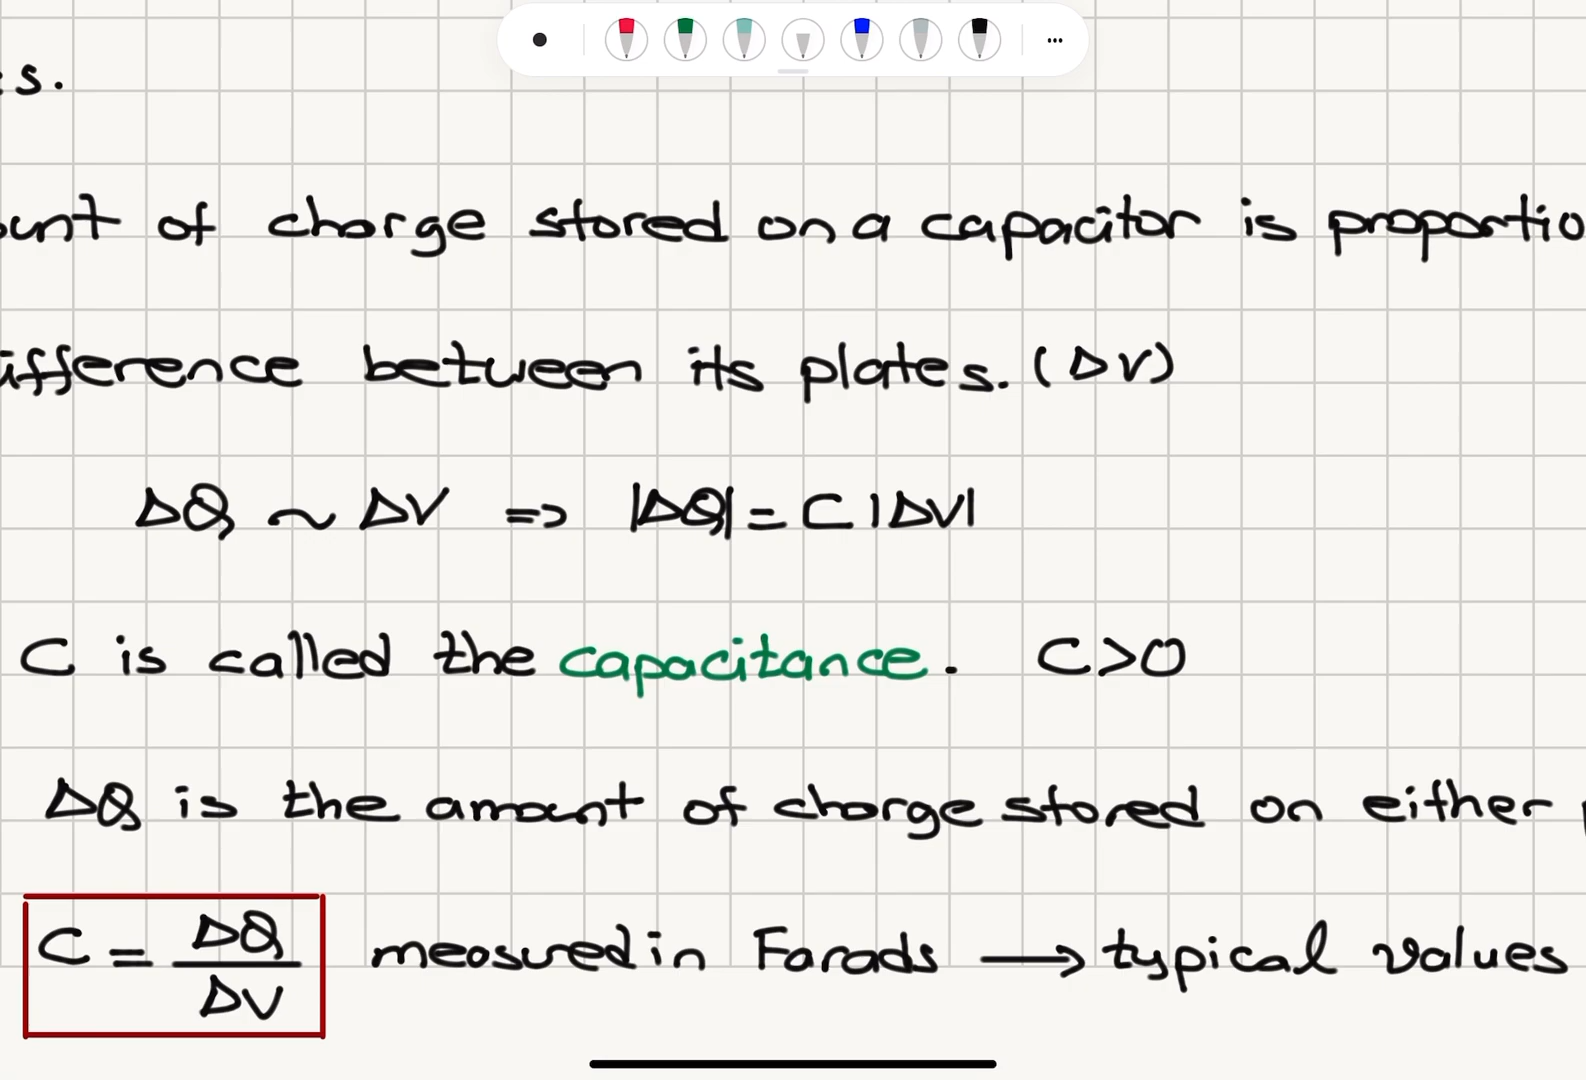 s.
unt of charge stored on a capacitor is proportio
ifference between its plates. (ΔV)
ΔQ ~ ΔV => |ΔQ| = C |ΔV|
C is called the capacitance. C>0
ΔQ is the amount of charge stored on either p
C = ΔQ/ΔV measured in Farads → typical values